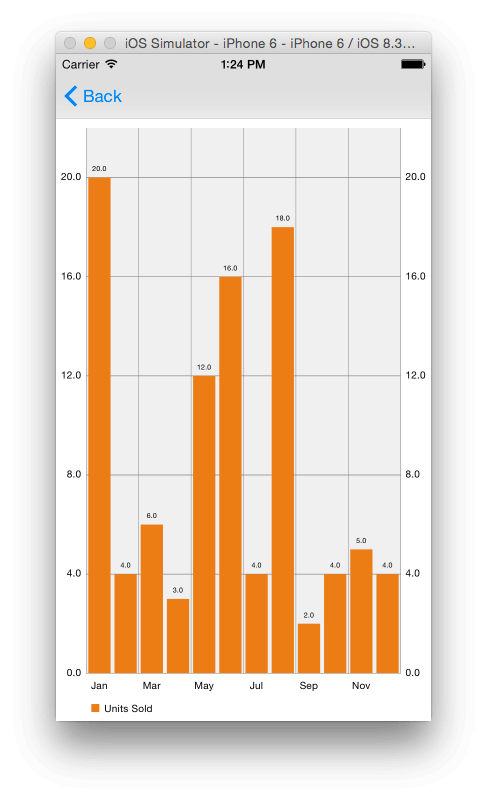 iOS Simulator - iPhone 6 - iPhone 6 / iOS 8.3...
Carrier 1:24 PM
Back
20.0
20.0 20.0
18.0
16.0
16.0 16.0
12.0
12.0 12.0
8.0 8.0
6.0
5.0
4.0 4.0 4.0 4.0
4.0 4.0
3.0
2.0
0.0 0.0
Jan Mar May Jul Sep Nov
Units Sold